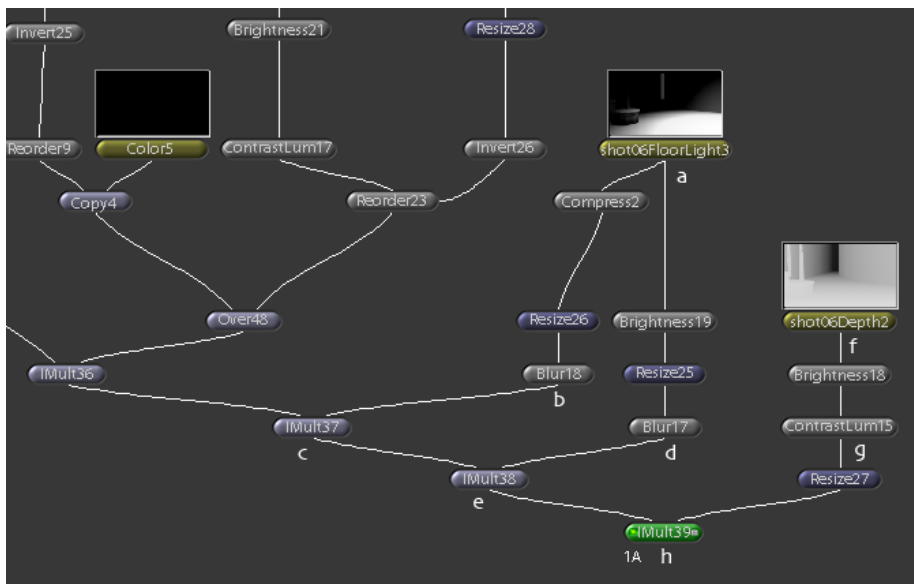 Invert25
Brightness21
Resize28
Reorder9
Color5
ContrastLum17
Invert26
shot06FloorLight3
a
Copy4
Reorder23
Compress2
Over48
Resize26
Brightness19
shot06Depth2
f
IMult36
Blur18
Resize25
Brightness18
b
IMult37
Blur17
ContrastLum15
c
d
g
IMult38
Resize27
e
IMult39
1A
h